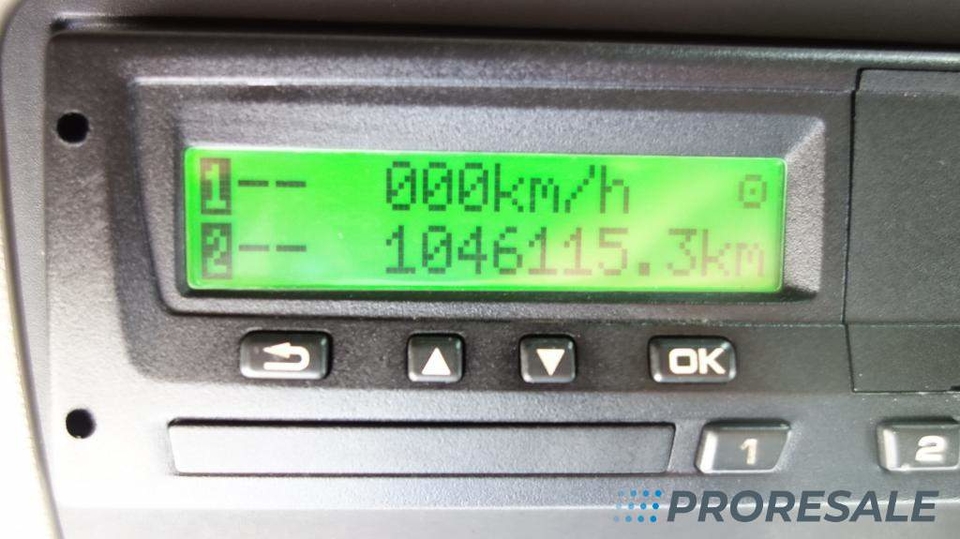 1-- 000km/h
2-- 1046115.3km
OK
1
2
PRORESALE